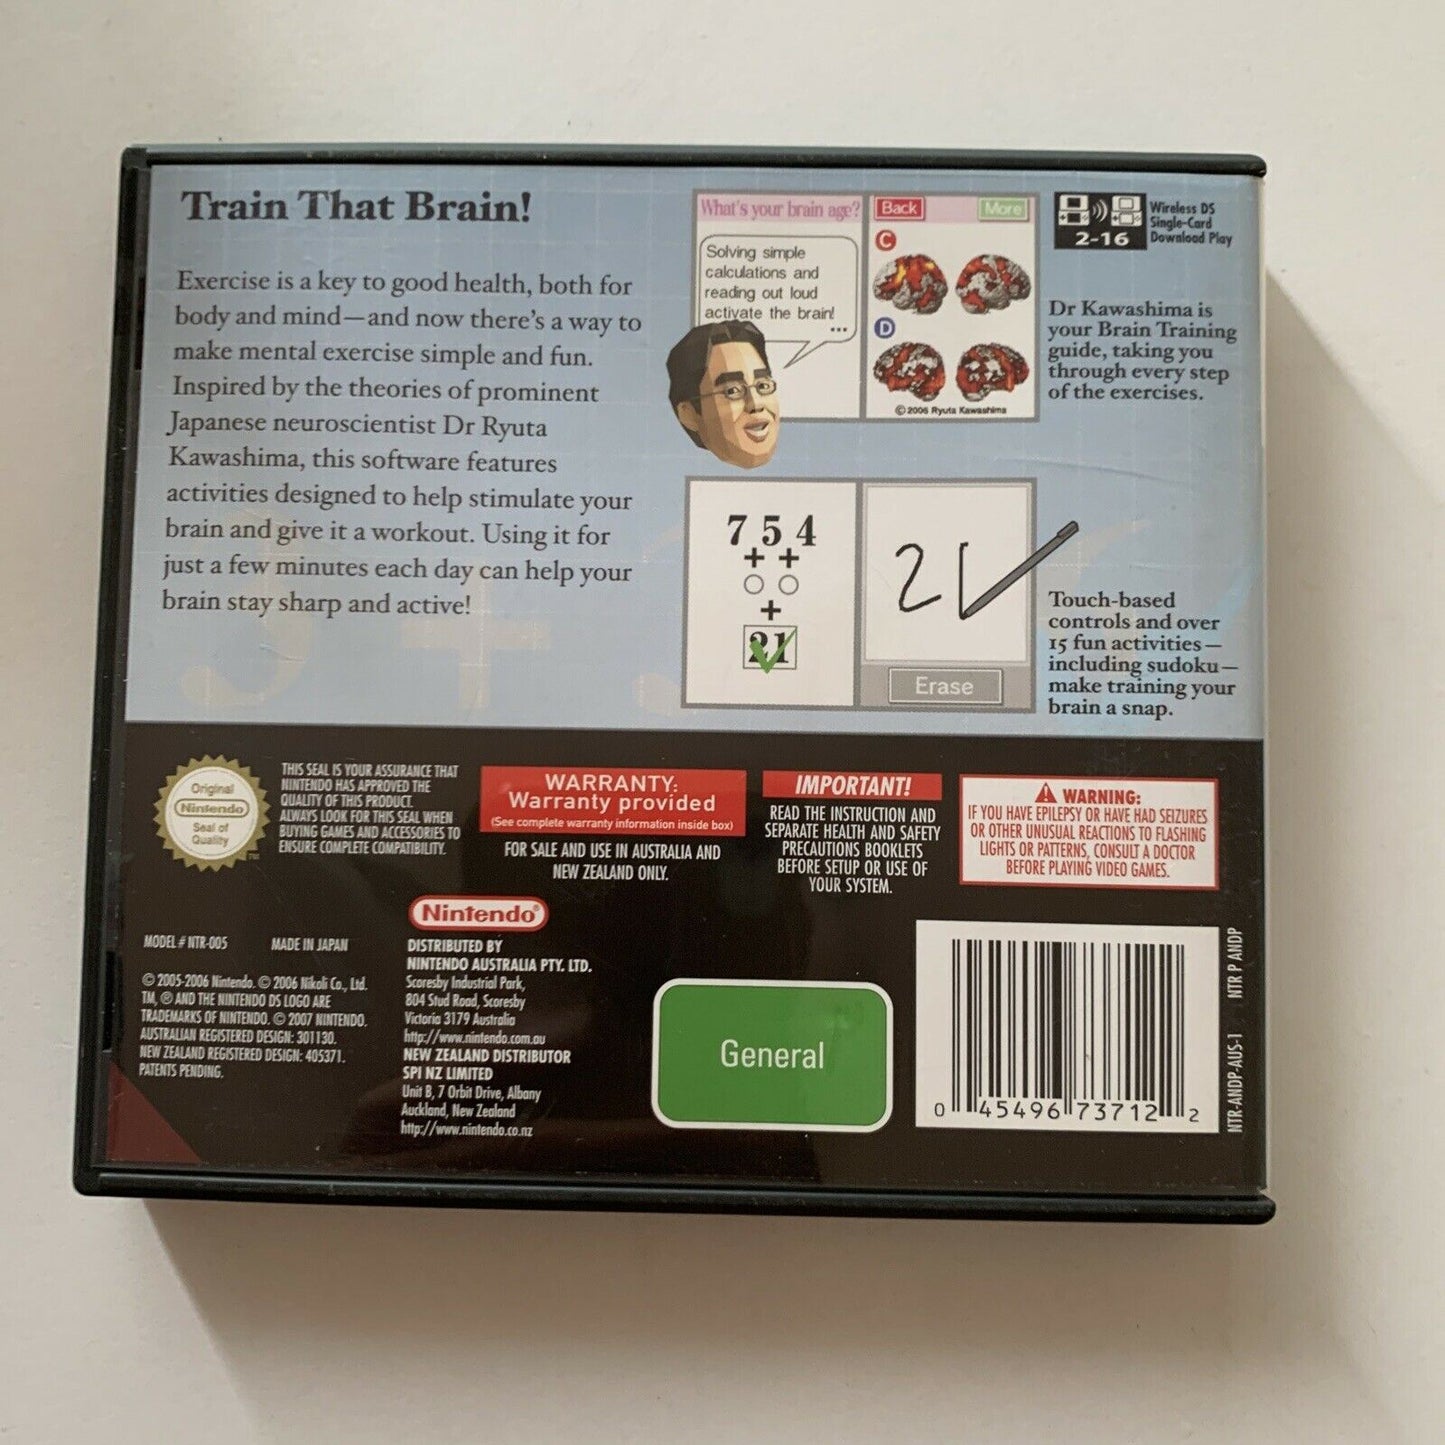 Train That Brain!
Exercise is a key to good health, both for
body and mind—and now there's a way to
make mental exercise simple and fun.
Inspired by the theories of prominent
Japanese neuroscientist Dr Ryuta
Kawashima, this software features
activities designed to help stimulate your
brain and give it a workout. Using it for
just a few minutes each day can help your
brain stay sharp and active!
What's your brain age?
Back
More
Solving simple
calculations and
reading out loud
activate the brain!
...
C
D
© 2006 Ryuta Kawashima
2-16
Wireless DS
Single-Card
Download Play
Dr Kawashima is
your Brain Training
guide, taking you
through every step
of the exercises.
7 5 4
+ +
+
21
21
Erase
Touch-based
controls and over
15 fun activities—
including sudoku—
make training your
brain a snap.
Original
Nintendo
Seal of
Quality
TM
THIS SEAL IS YOUR ASSURANCE THAT
NINTENDO HAS APPROVED THE
QUALITY OF THIS PRODUCT.
ALWAYS LOOK FOR THIS SEAL WHEN
BUYING GAMES AND ACCESSORIES TO
ENSURE COMPLETE COMPATIBILITY.
WARRANTY:
Warranty provided
(See complete warranty information inside box)
FOR SALE AND USE IN AUSTRALIA AND
NEW ZEALAND ONLY.
IMPORTANT!
READ THE INSTRUCTION AND
SEPARATE HEALTH AND SAFETY
PRECAUTIONS BOOKLETS
BEFORE SETUP OR USE OF
YOUR SYSTEM.
WARNING:
IF YOU HAVE EPILEPSY OR HAVE HAD SEIZURES
OR OTHER UNUSUAL REACTIONS TO FLASHING
LIGHTS OR PATTERNS, CONSULT A DOCTOR
BEFORE PLAYING VIDEO GAMES.
MODEL # NTR-005 MADE IN JAPAN
© 2005-2006 Nintendo. © 2006 Nikoli Co., Ltd.
TM, ® AND THE NINTENDO DS LOGO ARE
TRADEMARKS OF NINTENDO. © 2007 NINTENDO.
AUSTRALIAN REGISTERED DESIGN: 301130.
NEW ZEALAND REGISTERED DESIGN: 405371.
PATENTS PENDING.
Nintendo®
DISTRIBUTED BY
NINTENDO AUSTRALIA PTY. LTD.
Scoresby Industrial Park,
804 Stud Road, Scoresby
Victoria 3179 Australia
http://www.nintendo.com.au
NEW ZEALAND DISTRIBUTOR
SPI NZ LIMITED
Unit B, 7 Orbit Drive, Albany
Auckland, New Zealand
http://www.nintendo.co.nz
General
0 45496 73712 2
NTR-ANDP-AUS-1 NTR P ANDP